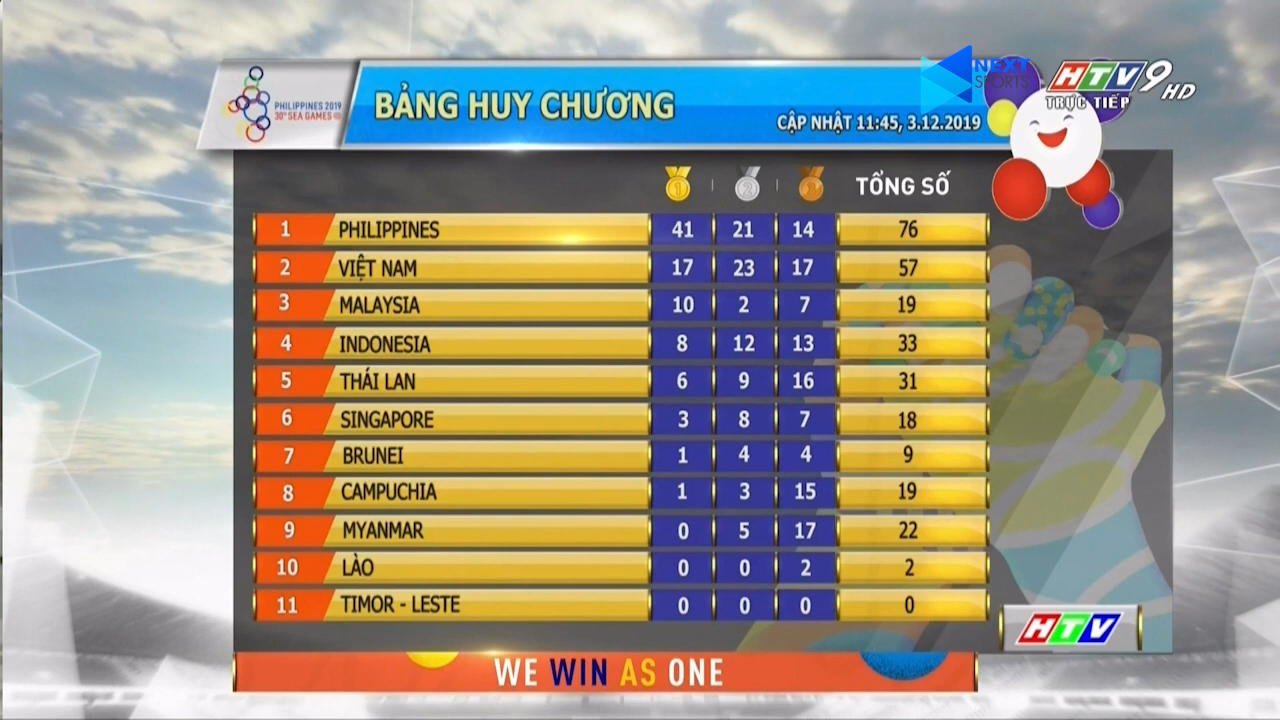 NEXT
SPORTS
HTV9 HD
TRỰC TIẾP
PHILIPPINES 2019
30TH SEA GAMES
BẢNG HUY CHƯƠNG
CẬP NHẬT 11:45, 3.12.2019
1 2 3 TỔNG SỐ
1 PHILIPPINES 41 21 14 76
2 VIỆT NAM 17 23 17 57
3 MALAYSIA 10 2 7 19
4 INDONESIA 8 12 13 33
5 THÁI LAN 6 9 16 31
6 SINGAPORE 3 8 7 18
7 BRUNEI 1 4 4 9
8 CAMPUCHIA 1 3 15 19
9 MYANMAR 0 5 17 22
10 LÀO 0 0 2 2
11 TIMOR - LESTE 0 0 0 0
HTV
WE WIN AS ONE